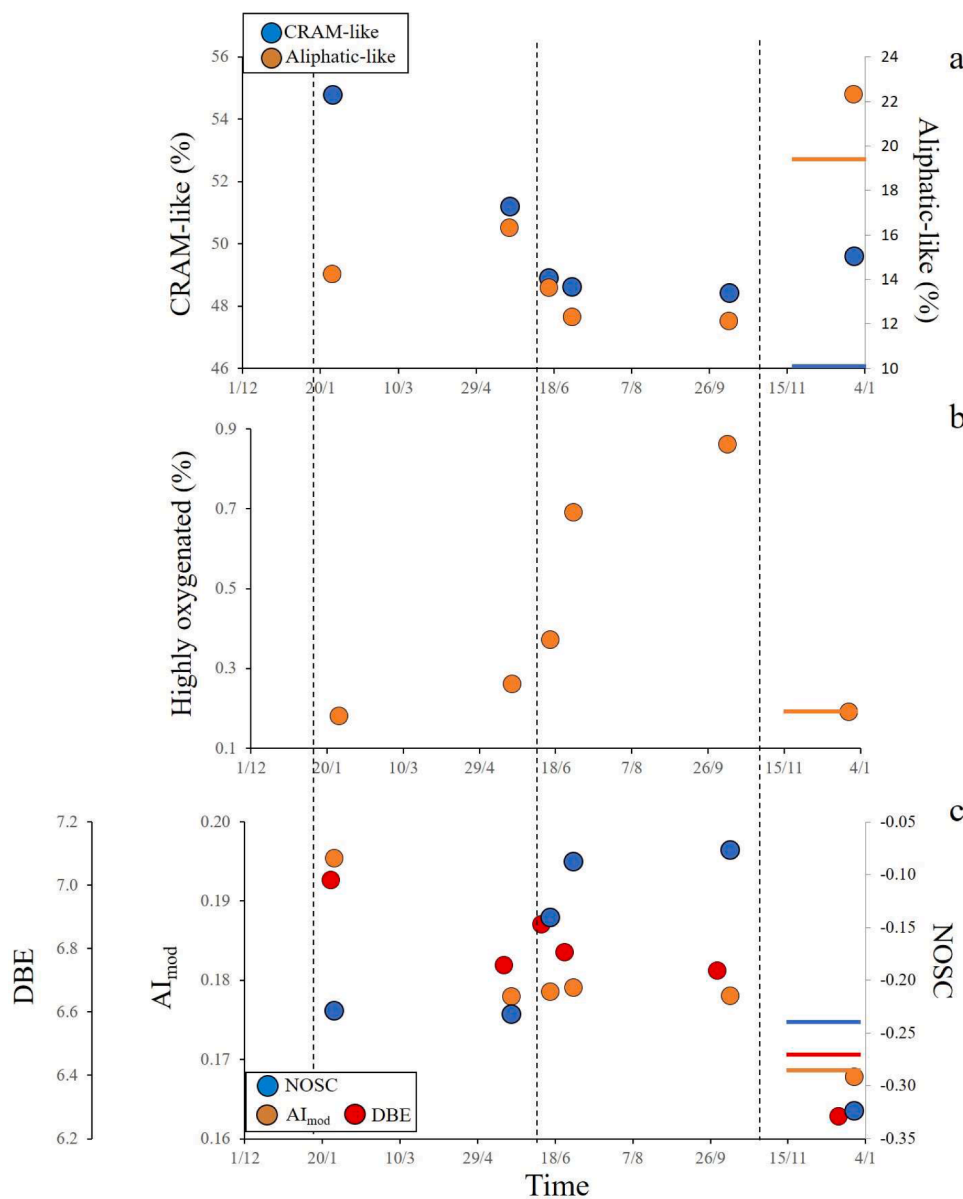 CRAM-like
Aliphatic-like
a
56
54
52
50
48
46
CRAM-like (%)
24
22
20
18
16
14
12
10
Aliphatic-like (%)
1/12 20/1 10/3 29/4 18/6 7/8 26/9 15/11 4/1
b
0.9
0.7
0.5
0.3
0.1
Highly oxygenated (%)
1/12 20/1 10/3 29/4 18/6 7/8 26/9 15/11 4/1
c
7.2
7.0
6.8
6.6
6.4
6.2
DBE
0.20
0.19
0.18
0.17
0.16
AImod
-0.05
-0.10
-0.15
-0.20
-0.25
-0.30
-0.35
NOSC
NOSC
AImod DBE
1/12 20/1 10/3 29/4 18/6 7/8 26/9 15/11 4/1
Time